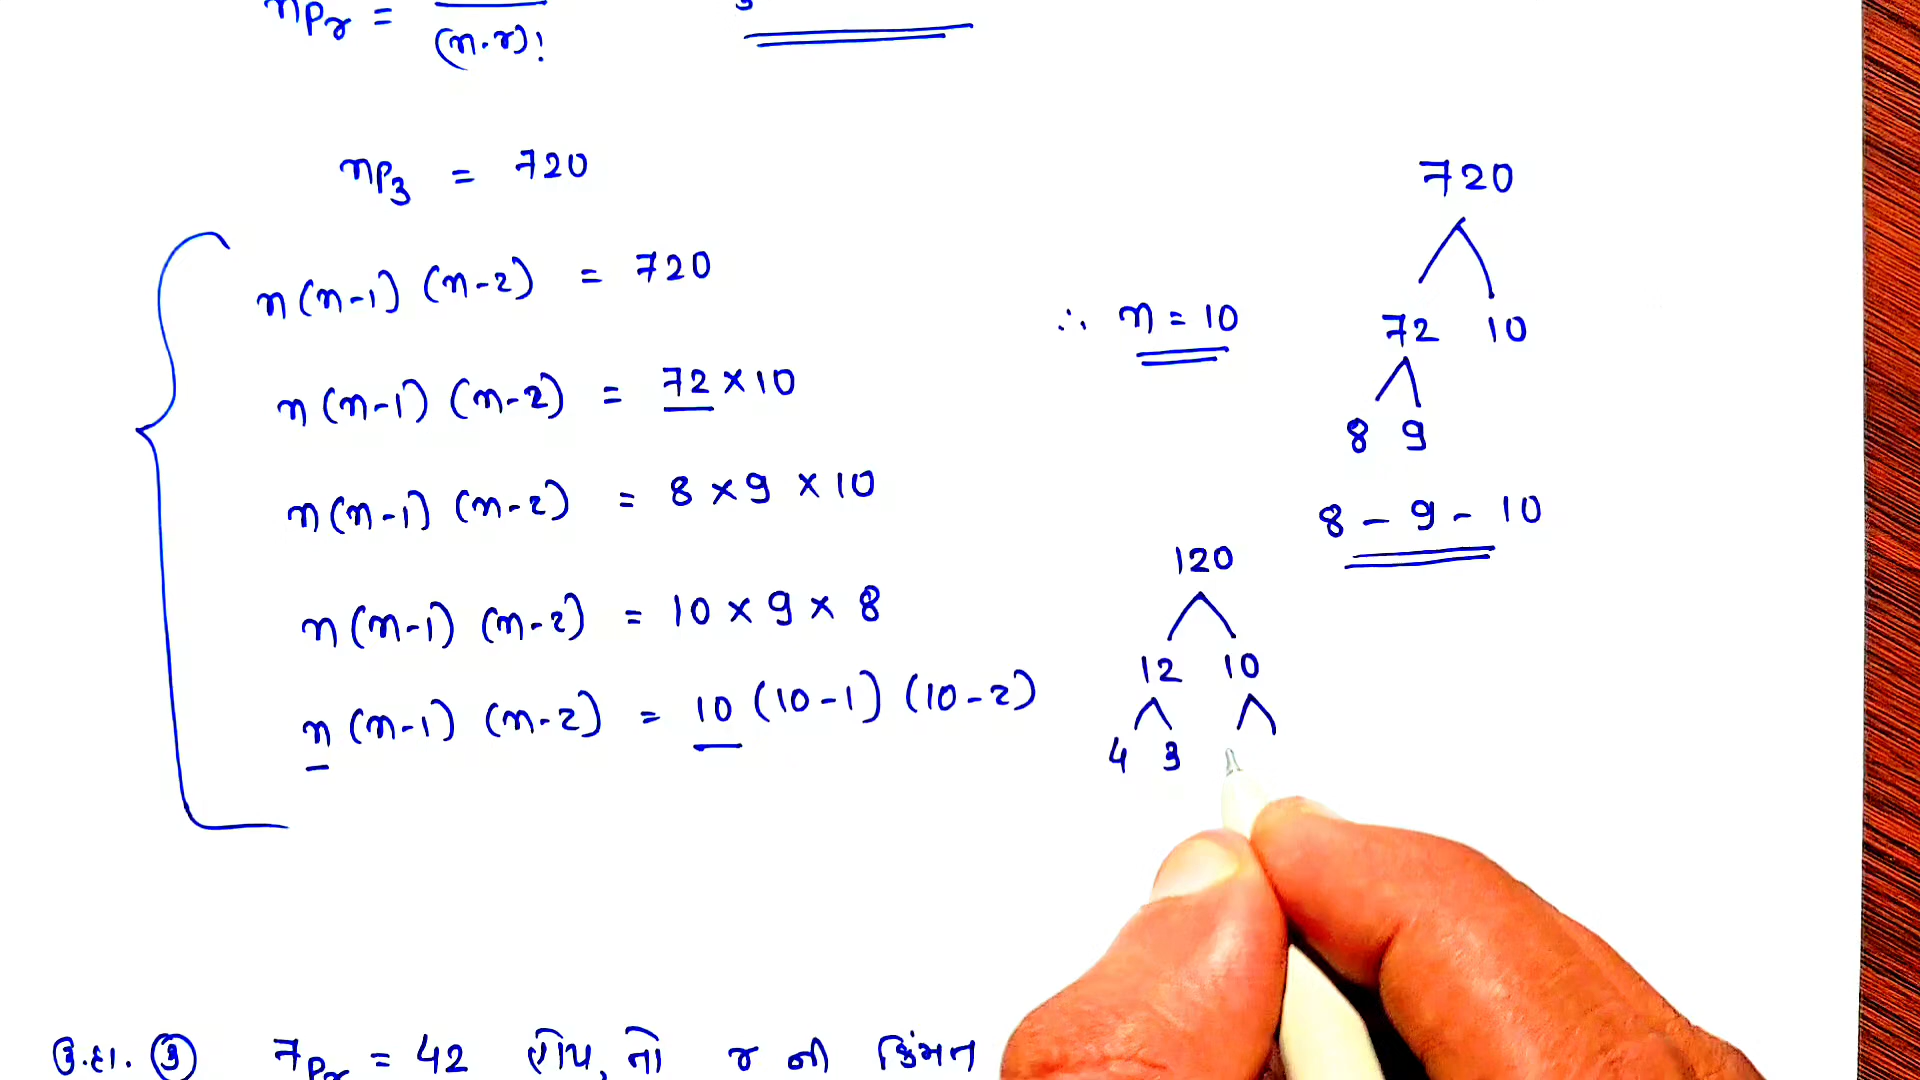 nPr = (n-r)!
nP3 = 720
n(n-1) (n-2) = 720
n(n-1) (n-2) = 72 × 10
n(n-1) (n-2) = 8 × 9 × 10
n(n-1) (n-2) = 10 × 9 × 8
n(n-1) (n-2) = 10 (10-1) (10-2)
∴ n = 10
720
72 10
8 9
8 - 9 - 10
120
12 10
4 3
ઉ.દા. ③ 7Pr = 42 હોય, તો r ની કિંમત